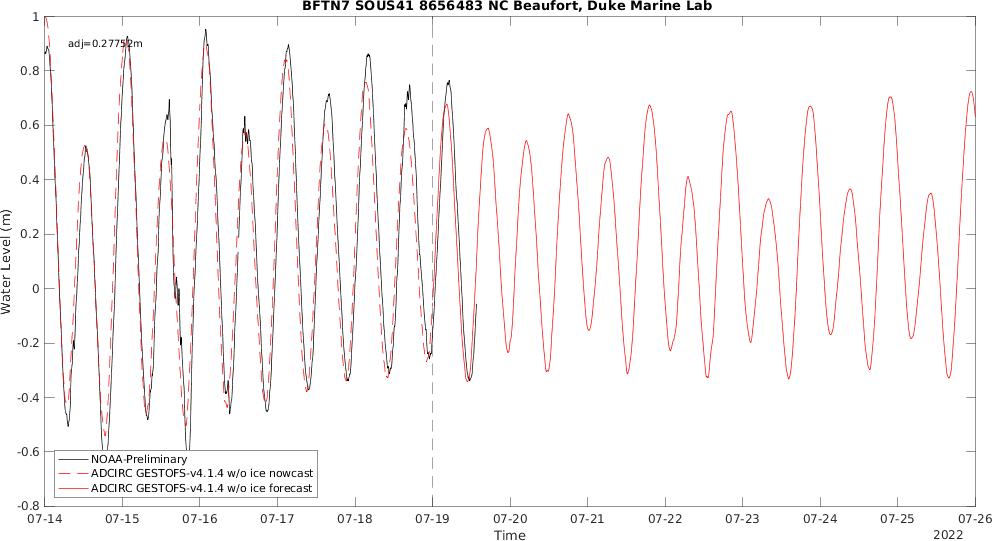 BFTN7 SOUS41 8656483 NC Beaufort, Duke Marine Lab
adj=0.27752m
Water Level (m)
1
0.8
0.6
0.4
0.2
0
-0.2
-0.4
-0.6
-0.8
NOAA-Preliminary
ADCIRC GESTOFS-v4.1.4 w/o ice nowcast
ADCIRC GESTOFS-v4.1.4 w/o ice forecast
07-14 07-15 07-16 07-17 07-18 07-19 07-20 07-21 07-22 07-23 07-24 07-25 07-26
Time
2022